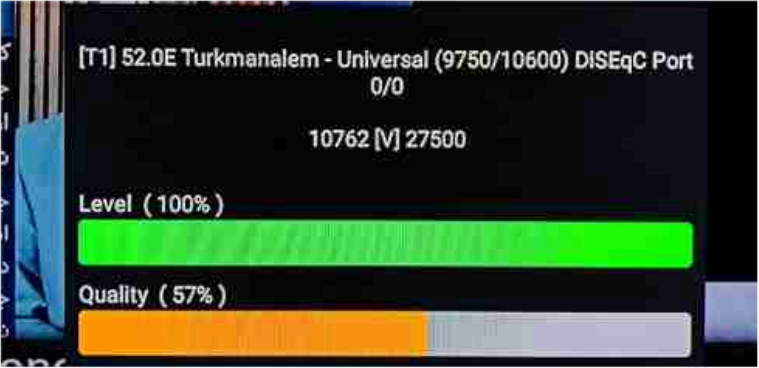 [T1] 52.0E Turkmanalem - Universal (9750/10600) DiSEqC Port
0/0
10762 [V] 27500
Level ( 100% )
Quality ( 57% )